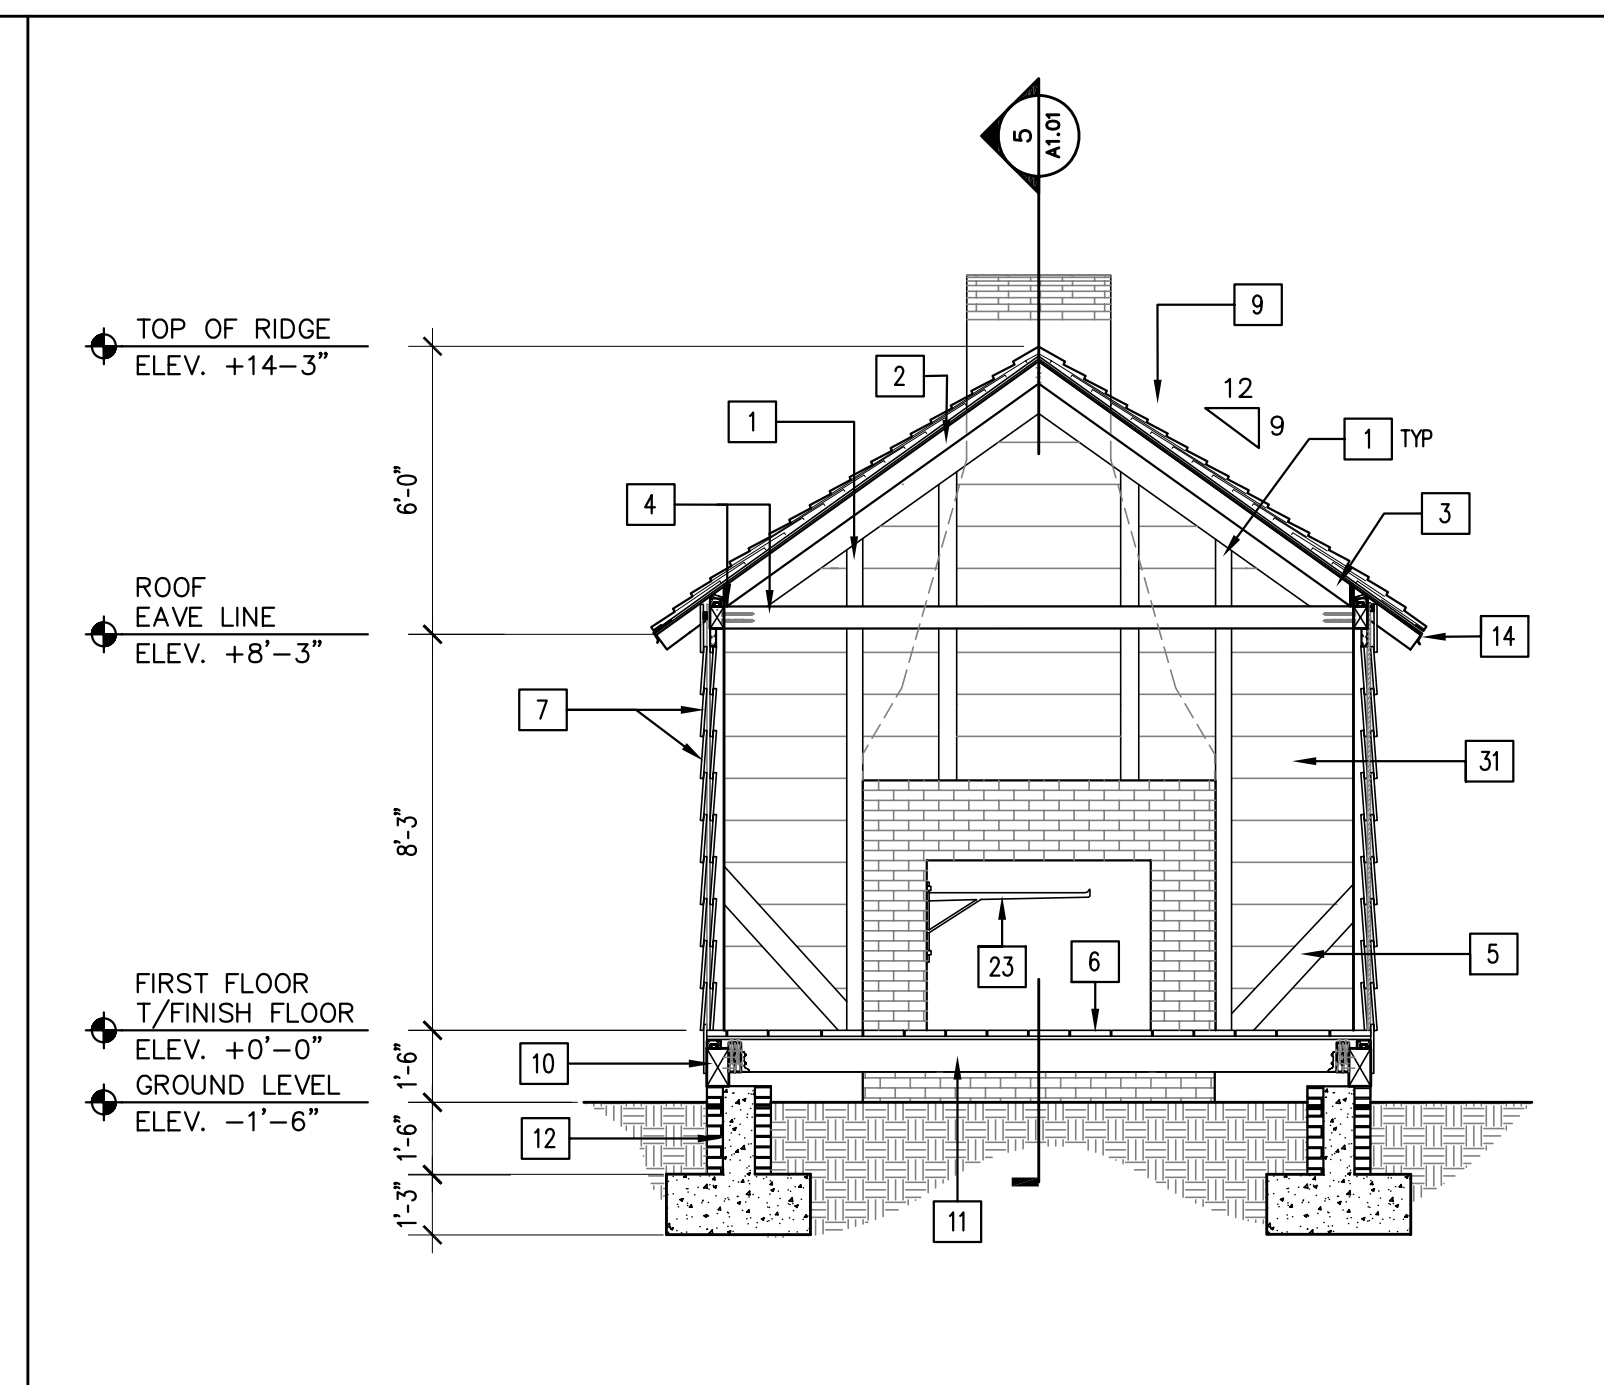 5
A1.01
9
TOP OF RIDGE
ELEV. +14-3"
2
12
9
1
1 TYP
6'-0"
4
3
ROOF
EAVE LINE
ELEV. +8'-3"
14
7
31
8'-3"
23
6
5
FIRST FLOOR
T/FINISH FLOOR
ELEV. +0'-0"
10
1'-6"
GROUND LEVEL
ELEV. -1'-6"
12
1'-6"
1'-3"
11